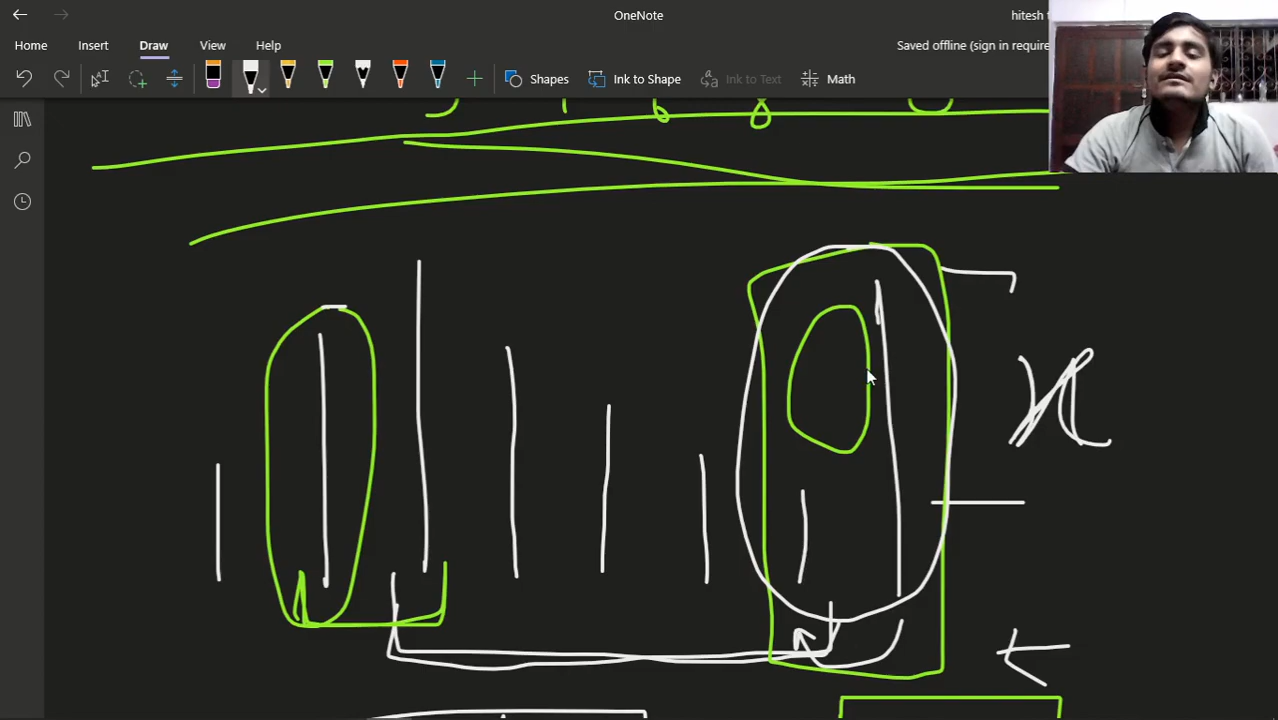 OneNote
hitesh
Home Insert Draw View Help
Saved offline (sign in require
Shapes Ink to Shape Ink to Text Math
x